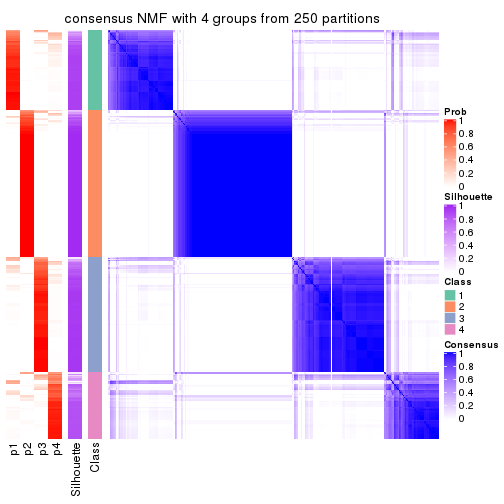 consensus NMF with 4 groups from 250 partitions
Prob
1
0.8
0.6
0.4
0.2
0
Silhouette
1
0.8
0.6
0.4
0.2
0
Class
1
2
3
4
Consensus
1
0.8
0.6
0.4
0.2
0
p1
p2
p3
p4
Silhouette
Class